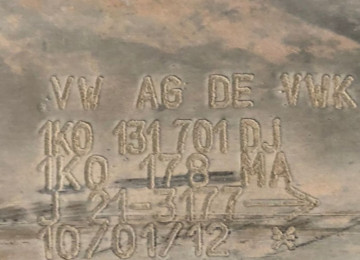 VW AG DE VWK
1K0 131 701 DJ
1K0 178 MA
J 21-3177
10/01/12